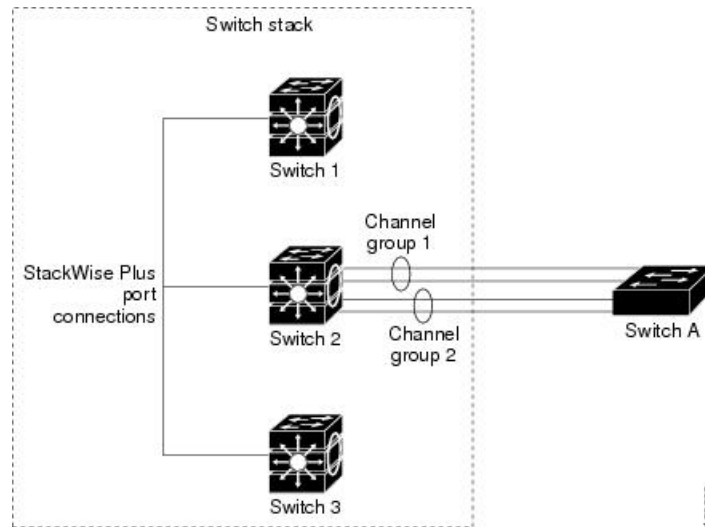 Switch stack
Switch 1
Channel
group 1
StackWise Plus
port
connections
Switch 2
Channel
group 2
Switch A
Switch 3